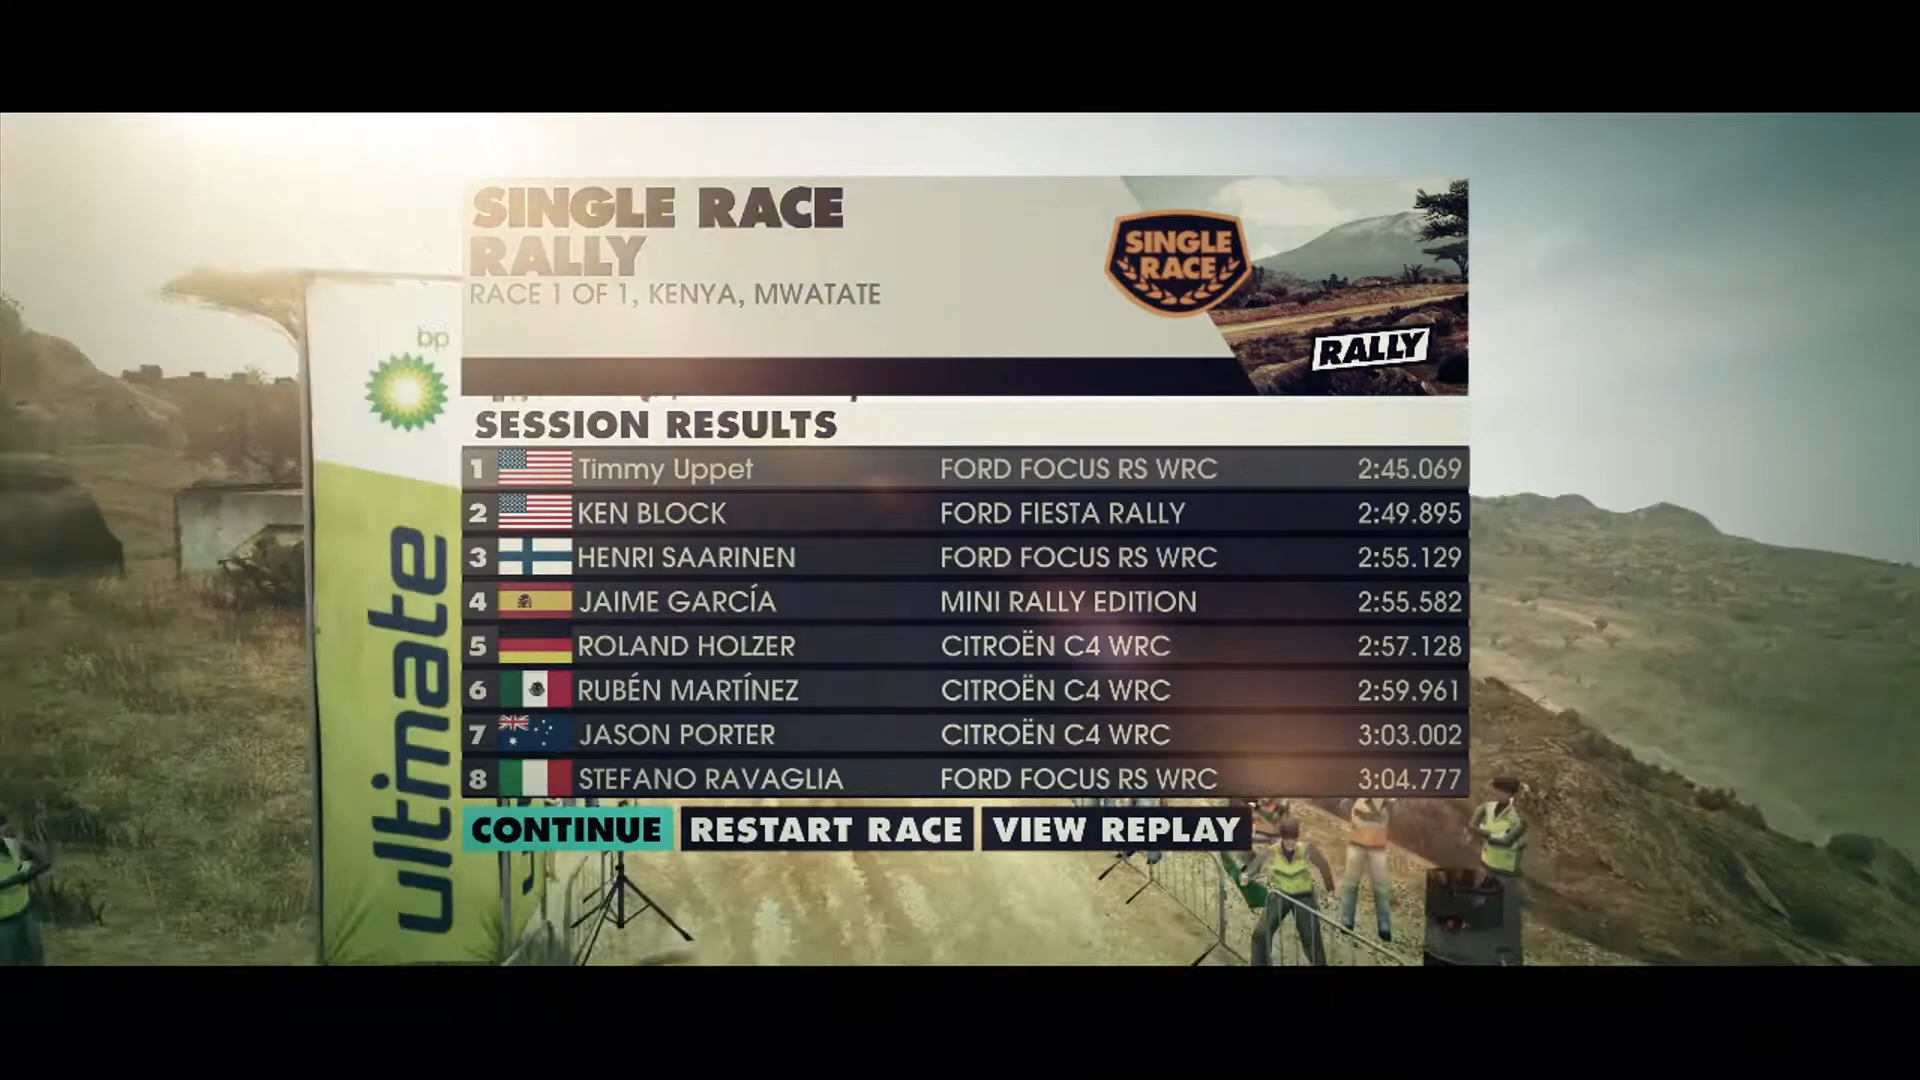 SINGLE RACE
RALLY
RACE 1 OF 1, KENYA, MWATATE
SINGLE
RACE
RALLY
bp
ultimate
SESSION RESULTS
1 Timmy Uppet FORD FOCUS RS WRC 2:45.069
2 KEN BLOCK FORD FIESTA RALLY 2:49.895
3 HENRI SAARINEN FORD FOCUS RS WRC 2:55.129
4 JAIME GARCÍA MINI RALLY EDITION 2:55.582
5 ROLAND HOLZER CITROËN C4 WRC 2:57.128
6 RUBÉN MARTÍNEZ CITROËN C4 WRC 2:59.961
7 JASON PORTER CITROËN C4 WRC 3:03.002
8 STEFANO RAVAGLIA FORD FOCUS RS WRC 3:04.777
CONTINUE RESTART RACE VIEW REPLAY